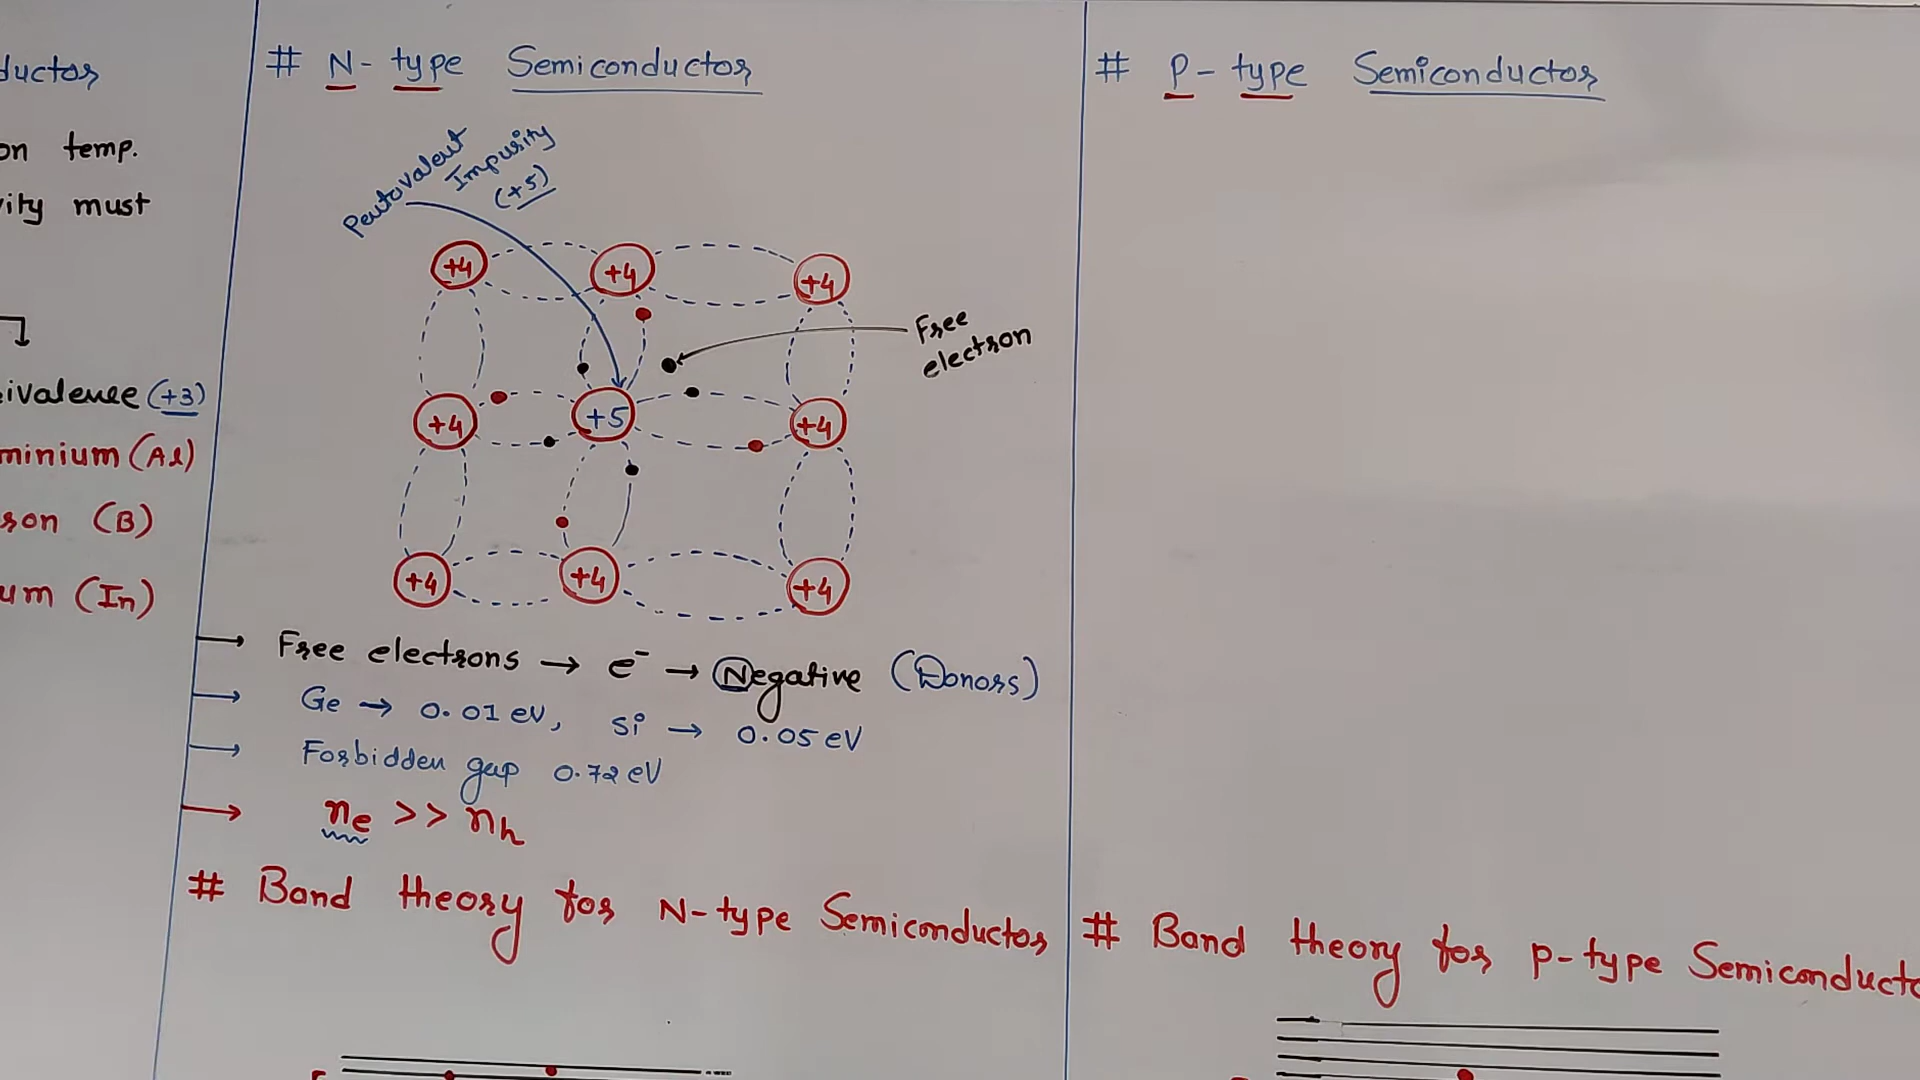 ductor
on temp.
ity must
ivalence (+3)
minium (Al)
ron (B)
um (In)
# N-type Semiconductor
Pentavalent
Impurity
(+5)
+4 +4 +4
Free
electron
+4 +5 +4
+4 +4 +4
Free electrons → e⁻ → Negative (Donors)
Ge → 0.01 eV, Si → 0.05 eV
Forbidden gap 0.72 eV
ne >> nh
# Band theory for N-type Semiconductor
# P-type Semiconductor
# Band theory for P-type Semiconducto